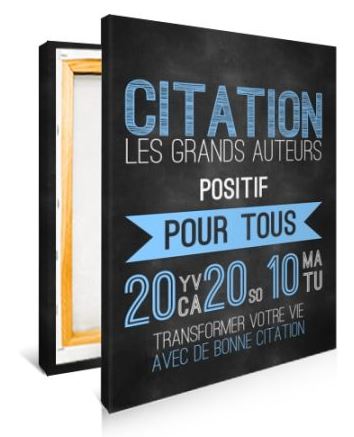 CITATION
LES GRANDS AUTEURS
POSITIF
POUR TOUS
20 YV CA 20 SO 10 MA TU
TRANSFORMER VOTRE VIE
AVEC DE BONNE CITATION